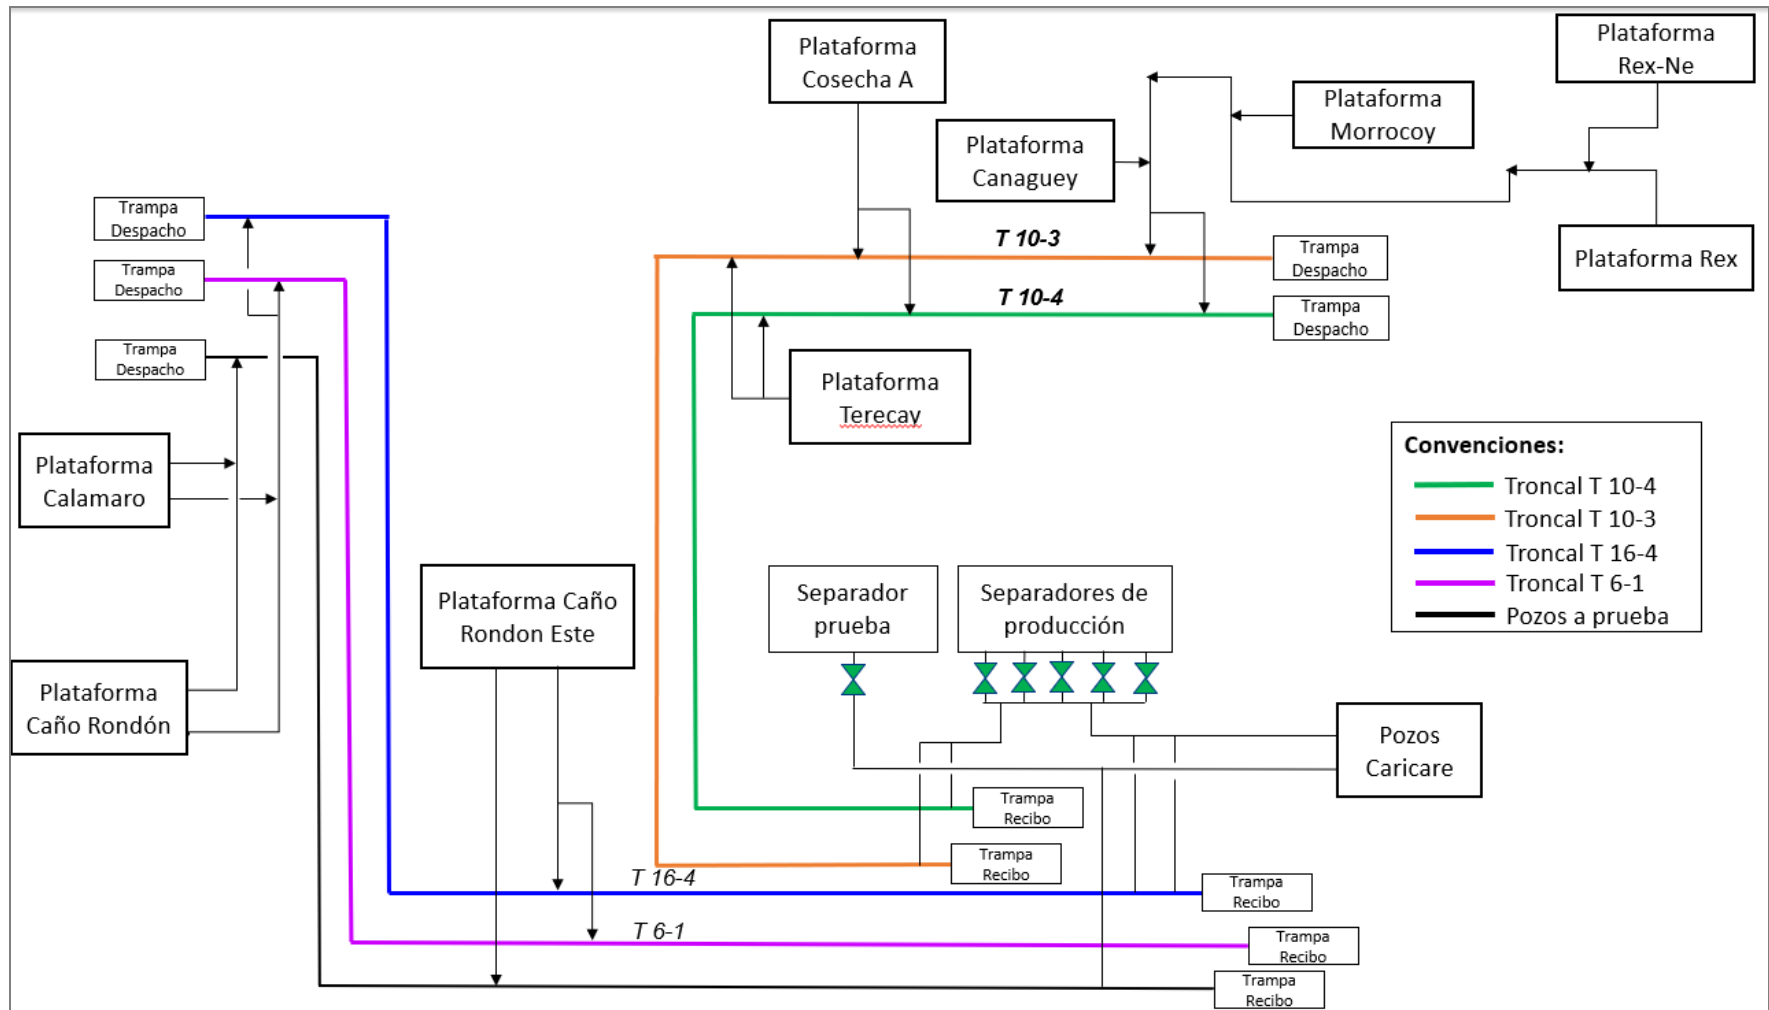 Plataforma
Cosecha A
Plataforma
Rex-Ne
Plataforma
Morrocoy
Plataforma
Canaguey
Trampa
Despacho
Trampa
Despacho
Trampa
Despacho
T 10-3
Trampa
Despacho
Plataforma Rex
T 10-4
Trampa
Despacho
Plataforma
Terecay
Plataforma
Calamaro
Convenciones:
Troncal T 10-4
Troncal T 10-3
Troncal T 16-4
Troncal T 6-1
Pozos a prueba
Plataforma Caño
Rondon Este
Separador
prueba
Separadores de
producción
Plataforma
Caño Rondón
Pozos
Caricare
Trampa
Recibo
Trampa
Recibo
T 16-4
Trampa
Recibo
T 6-1
Trampa
Recibo
Trampa
Recibo